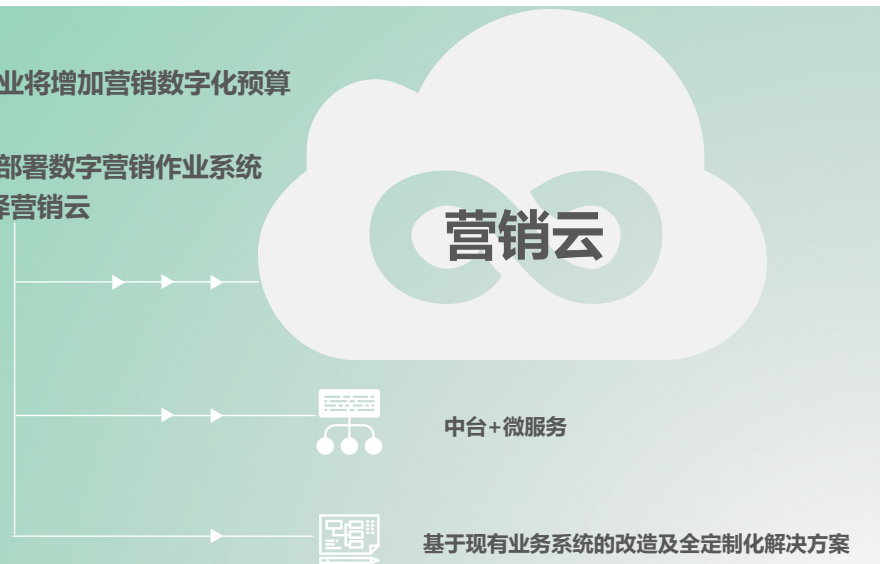 业将增加营销数字化预算
部署数字营销作业系统
择营销云
营销云
中台+微服务
基于现有业务系统的改造及全定制化解决方案